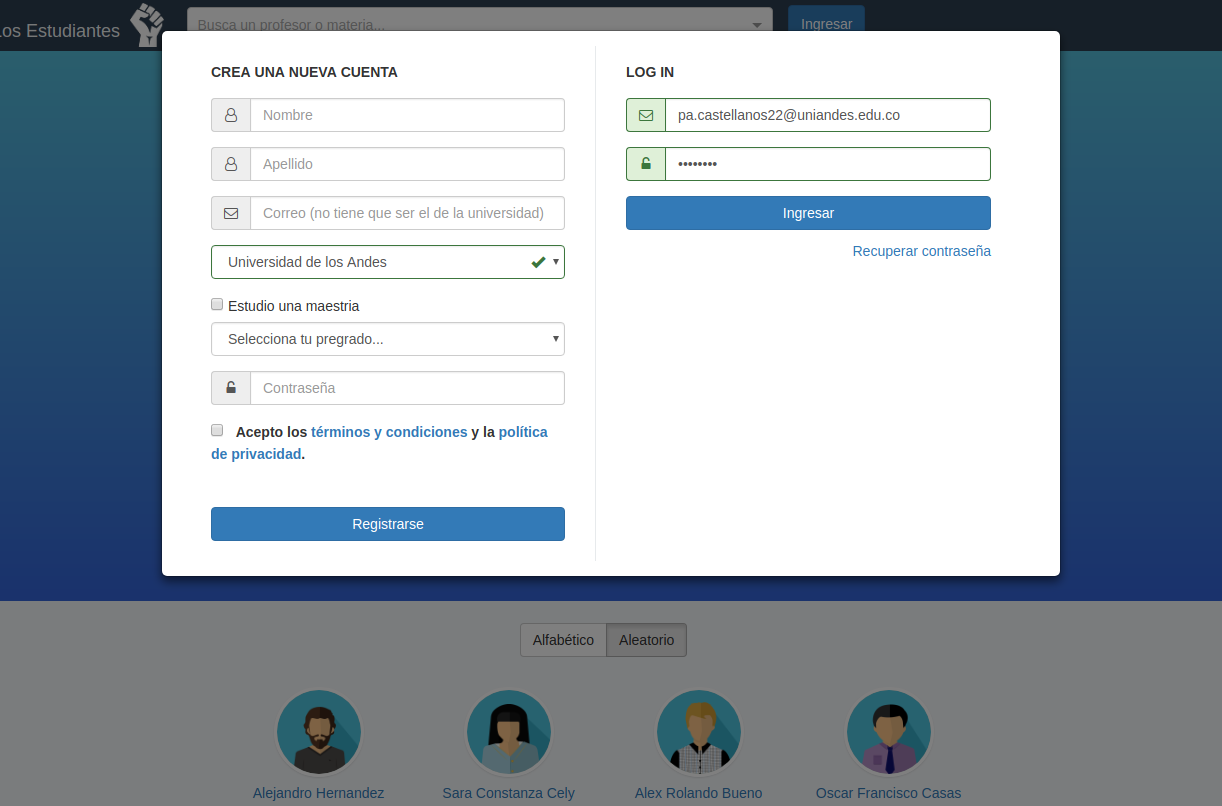 Los Estudiantes
Busca un profesor o materia...
Ingresar
CREA UNA NUEVA CUENTA
Nombre
Apellido
Correo (no tiene que ser el de la universidad)
Universidad de los Andes
Estudio una maestria
Selecciona tu pregrado...
Contraseña
Acepto los términos y condiciones y la política
de privacidad.
Registrarse
LOG IN
pa.castellanos22@uniandes.edu.co
••••••••
Ingresar
Recuperar contraseña
Alfabético
Aleatorio
Alejandro Hernandez
Sara Constanza Cely
Alex Rolando Bueno
Oscar Francisco Casas